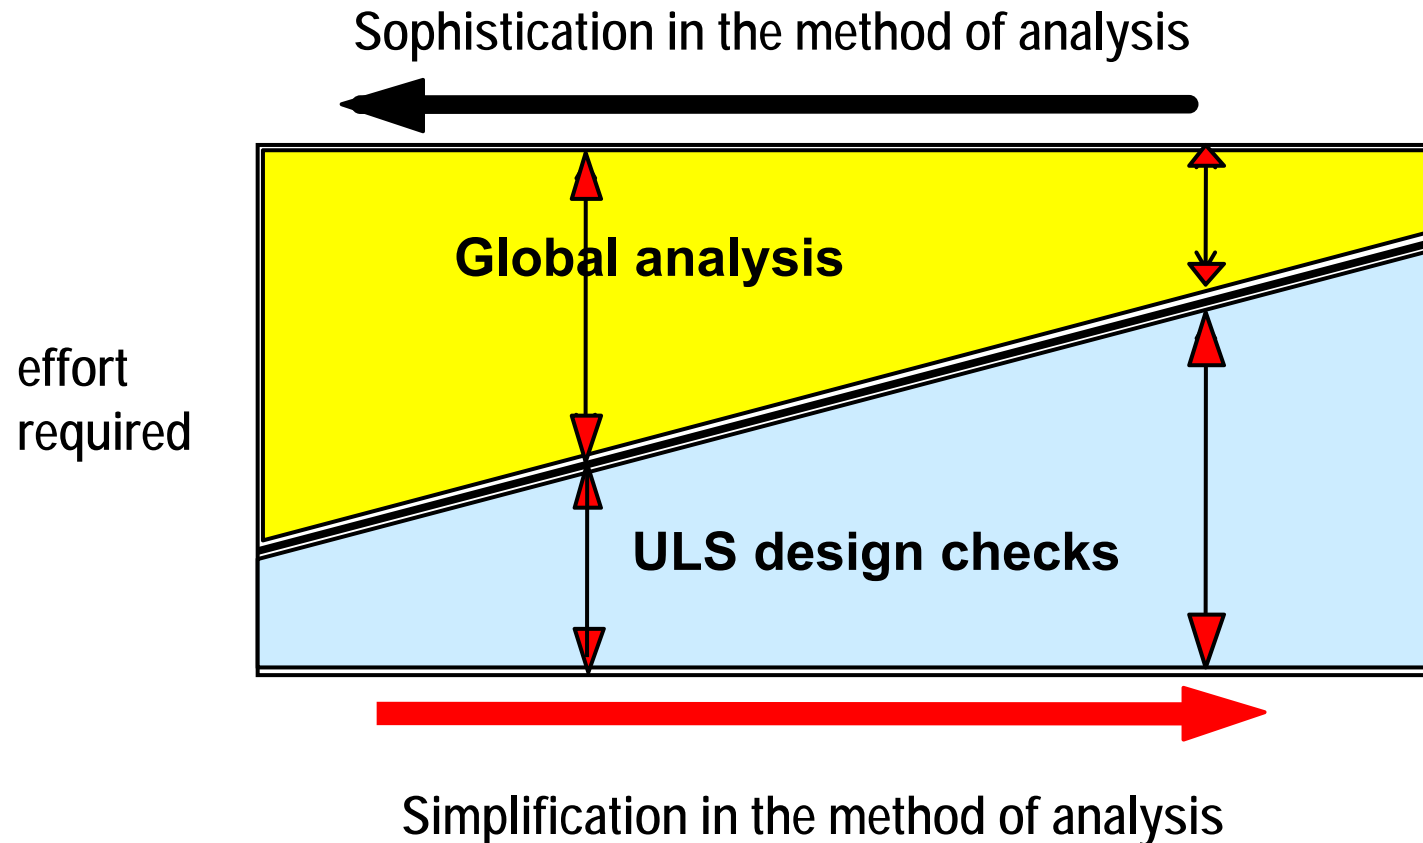 Sophistication in the method of analysis
Global analysis
effort
required
ULS design checks
Simplification in the method of analysis